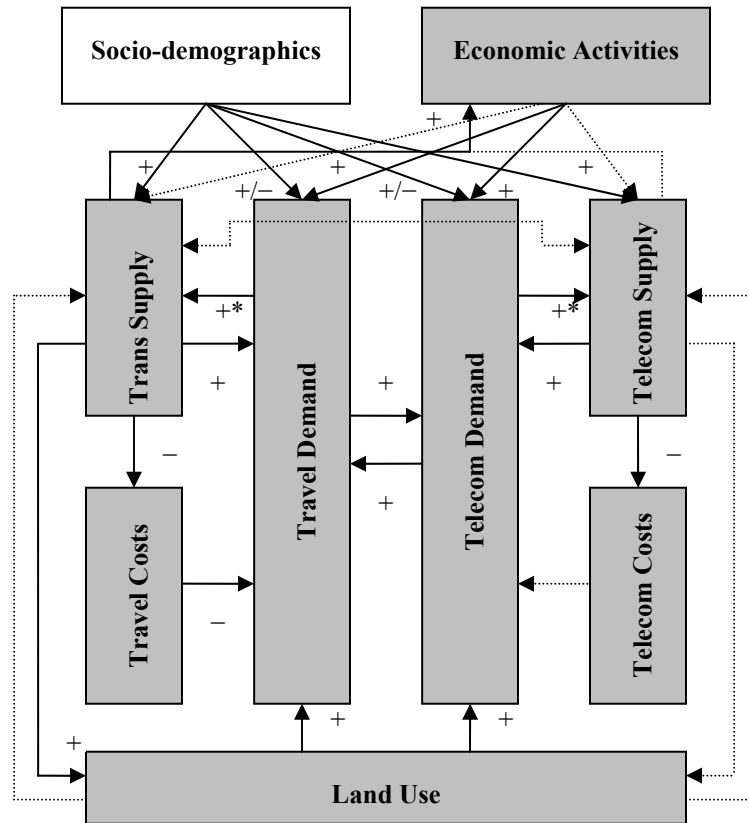 Socio-demographics
Economic Activities
+
+
+
+
+/−
+/−
+
Trans Supply
Travel Demand
Telecom Demand
Telecom Supply
+*
+*
+
+
+
+
−
−
Travel Costs
Telecom Costs
−
+
+
+
Land Use